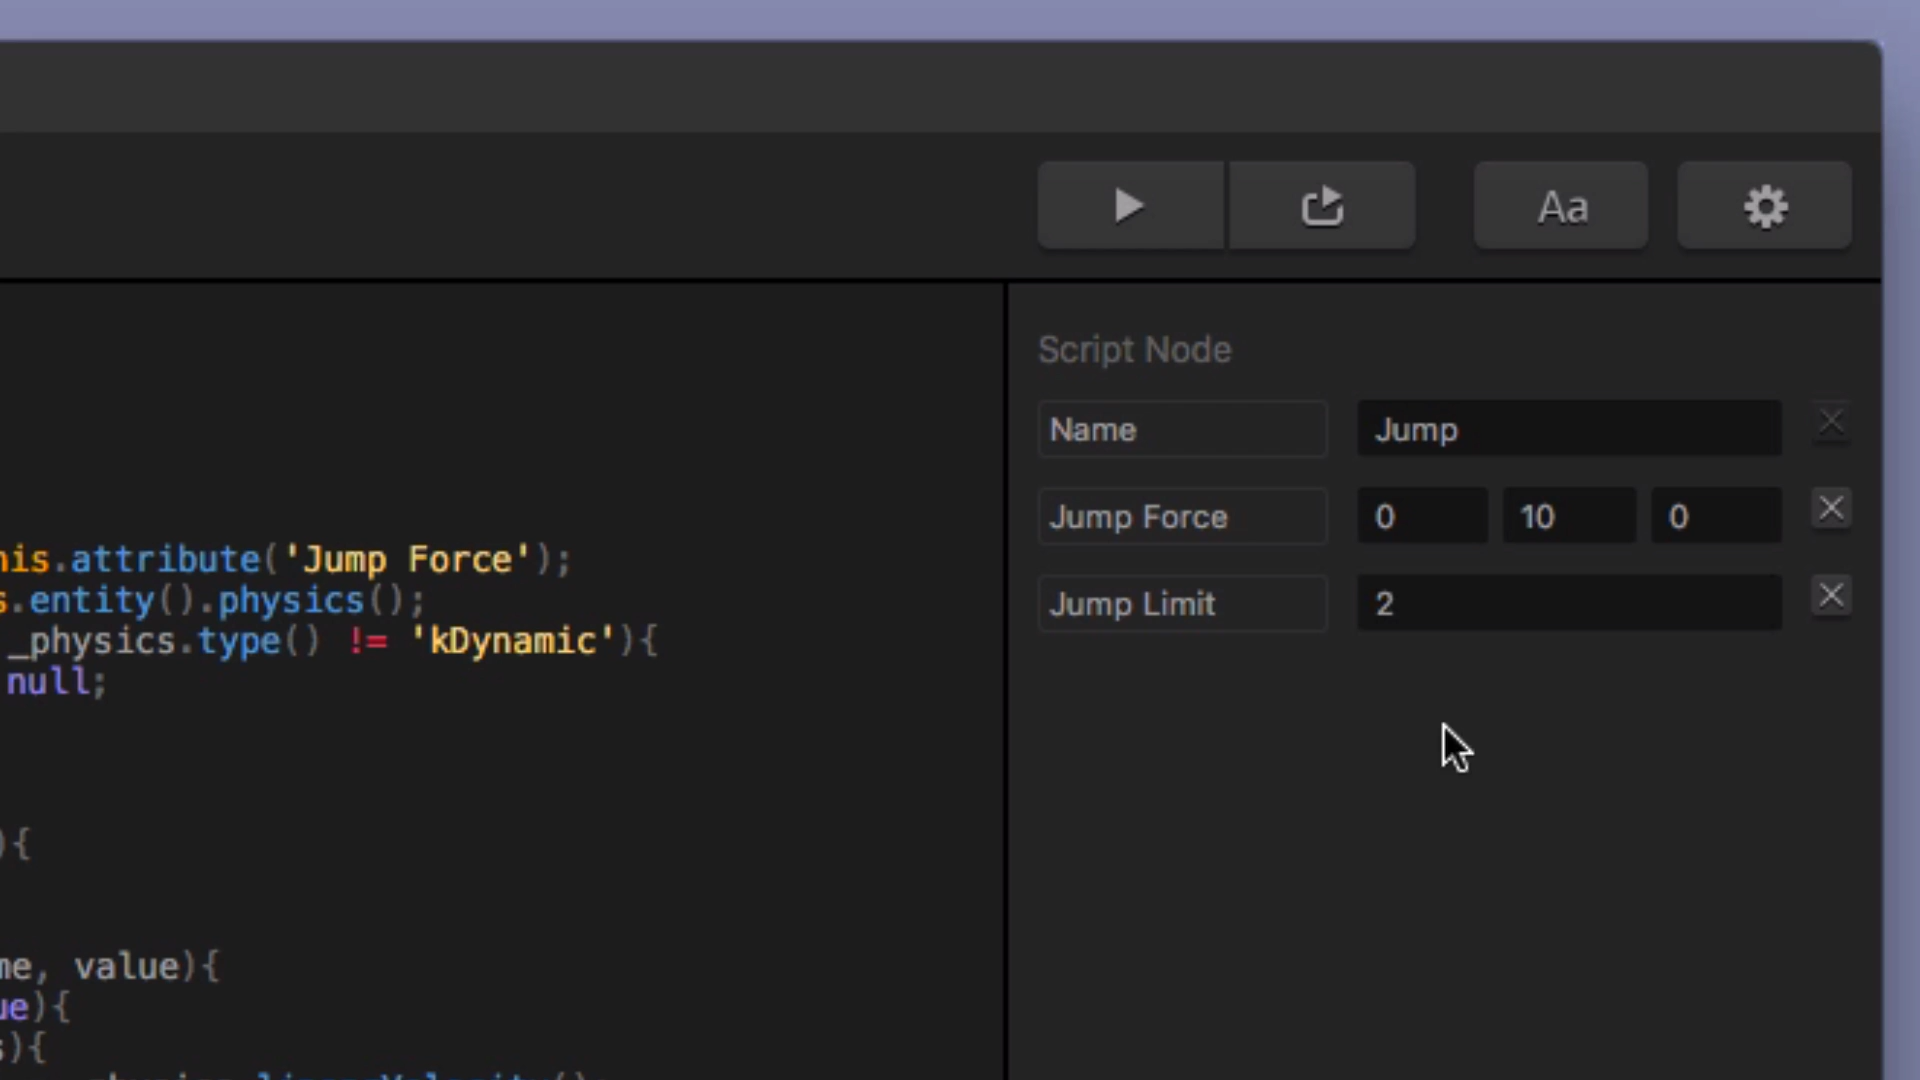 Aa
Script Node
Name Jump
Jump Force 0 10 0
Jump Limit 2
his.attribute('Jump Force');
s.entity().physics();
_physics.type() != 'kDynamic'){
null;
){
me, value){
ue){
s){